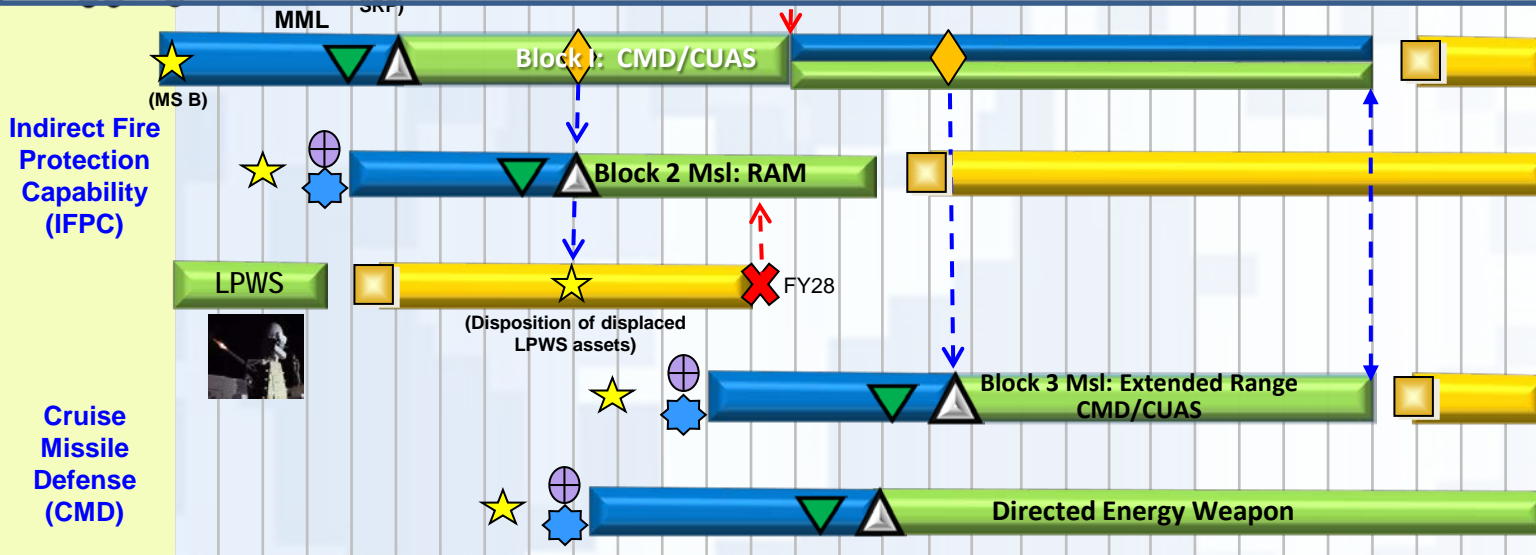 SRP)
MML
Block I: CMD/CUAS
(MS B)
Indirect Fire
Protection
Capability
(IFPC)
Block 2 Msl: RAM
LPWS
FY28
(Disposition of displaced
LPWS assets)
Block 3 Msl: Extended Range
CMD/CUAS
Cruise
Missile
Defense
(CMD)
Directed Energy Weapon